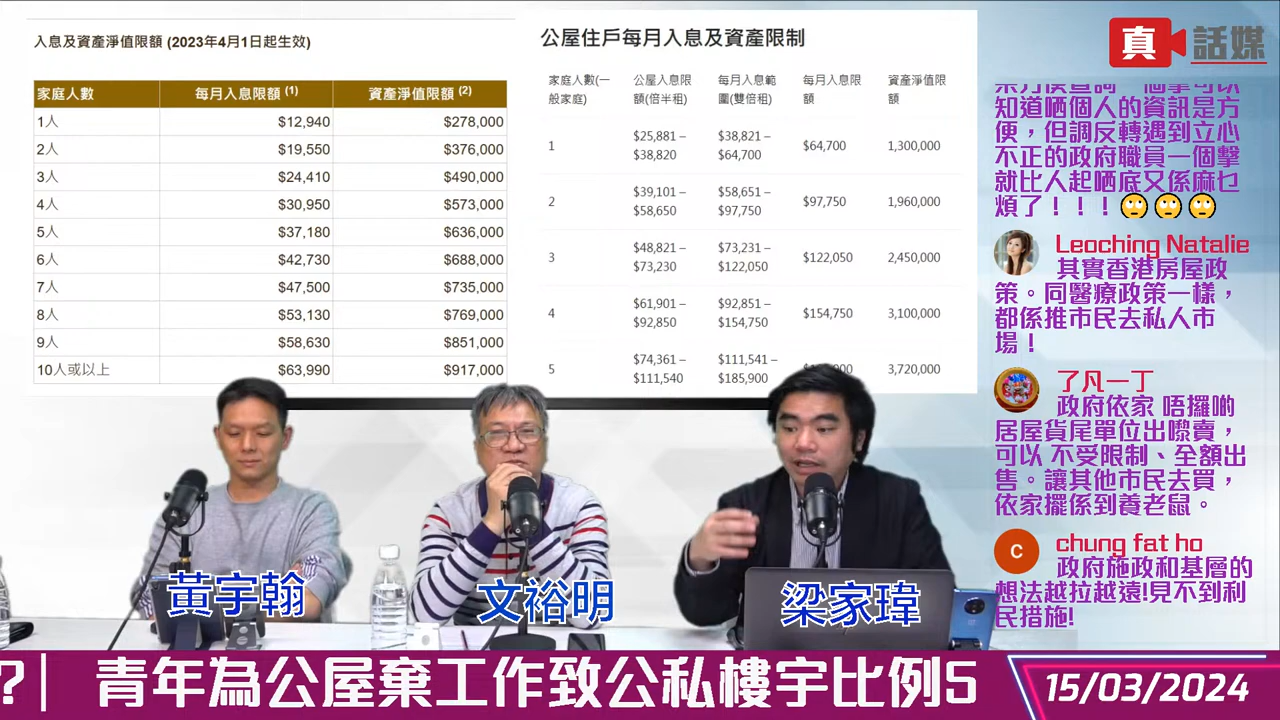 入息及資產淨值限額 (2023年4月1日起生效)
家庭人數 每月入息限額 (1) 資產淨值限額 (2)
1人 $12,940 $278,000
2人 $19,550 $376,000
3人 $24,410 $490,000
4人 $30,950 $573,000
5人 $37,180 $636,000
6人 $42,730 $688,000
7人 $47,500 $735,000
8人 $53,130 $769,000
9人 $851,000
10人或以上 $63,990 $917,000
公屋住戶每月入息及資產限制
家庭人數(一 公屋入息限 每月入息範 每月入息限 資產淨值限
般家庭) 額(倍半租) 圍(雙倍租) 額 額
$25,881 – $38,821 –
1 $64,700 1,300,000
$38,820 $64,700
$39,101 – $58,651 –
2 $97,750 1,960,000
$58,650 $97,750
$48,821 – $73,231 –
3 $122,050 2,450,000
$73,230 $122,050
$61,901 – $92,851 –
4 $154,750 3,100,000
$92,850 $154,750
$74,361 – $111,541 –
5 3,720,000
$111,540 $185,900
真 話媒
知道晒個人的資訊是方
便，但調反轉遇到立心
不正的政府職員一個擊
就比人起晒底又係麻乜
煩了！！！🙄🙄🙄
Leoching Natalie
其實香港房屋政
策。同醫療政策一樣，
都係推市民去私人市
場！
了凡一丁
政府依家 唔攞啲
居屋貨尾單位出嚟賣，
可以 不受限制、全額出
售。讓其他市民去買，
依家擺係到養老鼠。
C chung fat ho
政府施政和基層的
想法越拉越遠!見不到利
民措施!
黃宇翰
文裕明
梁家瑋
?｜ 青年為公屋棄工作致公私樓宇比例5
15/03/2024